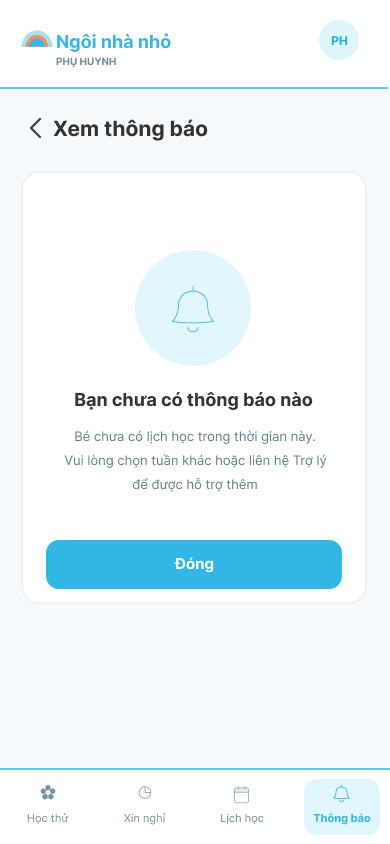 Ngôi nhà nhỏ
PHỤ HUYNH
PH
Xem thông báo
Bạn chưa có thông báo nào
Bé chưa có lịch học trong thời gian này.
Vui lòng chọn tuần khác hoặc liên hệ Trợ lý
để được hỗ trợ thêm
Đóng
Học thử
Xin nghỉ
Lịch học
Thông báo